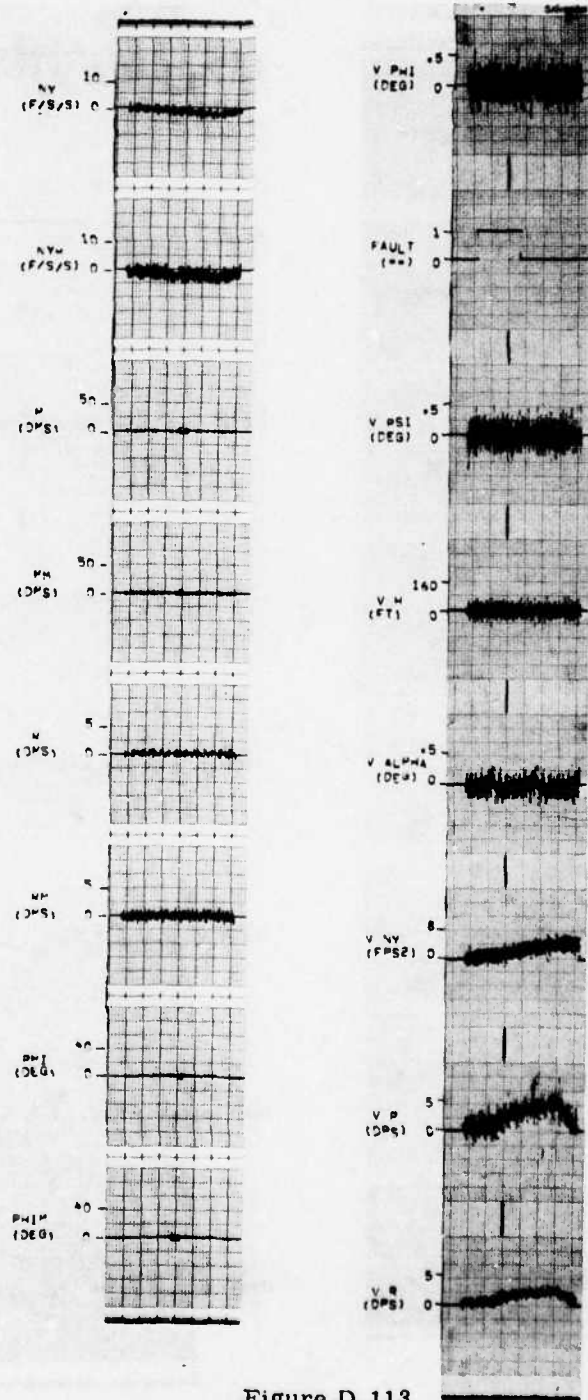 10
NY
(F/S/S) 0
10
NYM
(F/S/S) 0
50
(DPS) 0
50
PM
(DPS) 0
5
R
(DPS) 0
5
RM
(DPS) 0
40
PHI
(DEG) 0
40
PHIM
(DEG) 0
+5
V PHI
(DEG) 0
1
FAULT
(**) 0
+5
V PSI
(DEG) 0
160
V H
(FT) 0
+5
V ALPHA
(DEG) 0
8
V NY
(FPS2) 0
5
V P
(DPS) 0
5
V R
(DPS) 0
Figure D.113